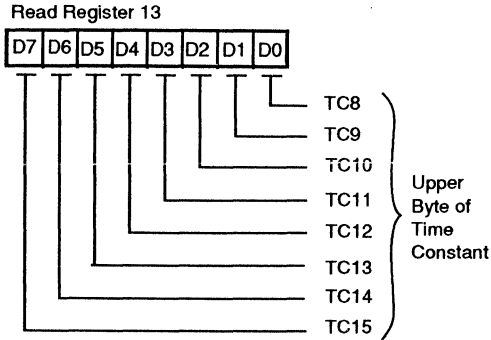 Read Register 13
D7 D6 D5 D4 D3 D2 D1 D0
TC8
TC9
TC10
TC11
TC12
TC13
TC14
TC15
Upper
Byte of
Time
Constant